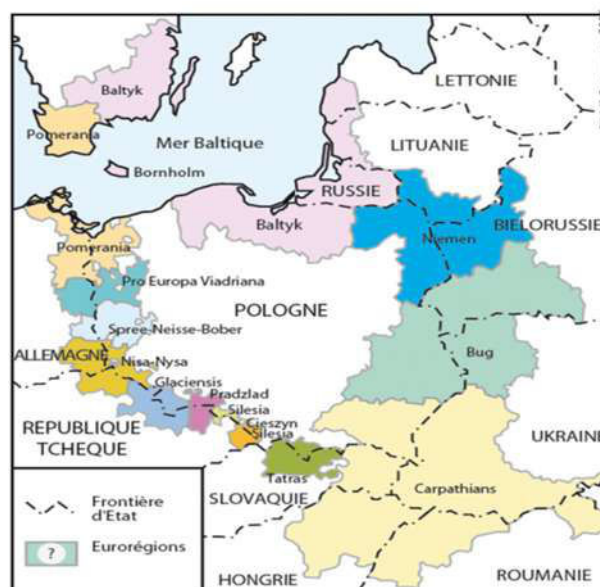 Baltyk
Pomerania
Mer Baltique
Bornholm
LETTONIE
LITUANIE
RUSSIE
Baltyk
Niemen
BIELORUSSIE
Pomerania
Pro Europa Viadriana
POLOGNE
Spree-Neisse-Bober
ALLEMAGNE
Nisa-Nysa
Glaciensis
Pradzlad
Silesia
Cieszyn
Silesia
Bug
REPUBLIQUE
TCHEQUE
UKRAINE
Tatras
Carpathians
SLOVAQUIE
HONGRIE
ROUMANIE
Frontière
d'Etat
?
Eurorégions